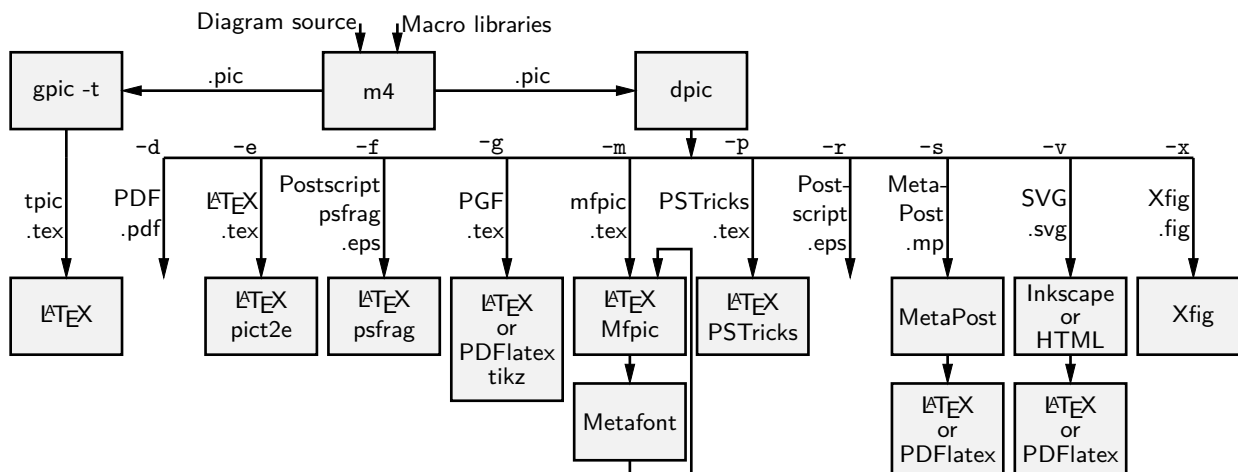 Diagram source
Macro libraries
gpic -t
.pic
m4
.pic
dpic
-d
-e
-f
-g
-m
-p
-r
-s
-v
-x
tpic
.tex
PDF
.pdf
LATEX
.tex
Postscript
psfrag
.eps
PGF
.tex
mfpic
.tex
PSTricks
.tex
Post-
script
.eps
Meta-
Post
.mp
SVG
.svg
Xfig
.fig
LATEX
LATEX
pict2e
LATEX
psfrag
LATEX
or
PDFlatex
tikz
LATEX
Mfpic
LATEX
PSTricks
MetaPost
Inkscape
or
HTML
Xfig
Metafont
LATEX
or
PDFlatex
LATEX
or
PDFlatex